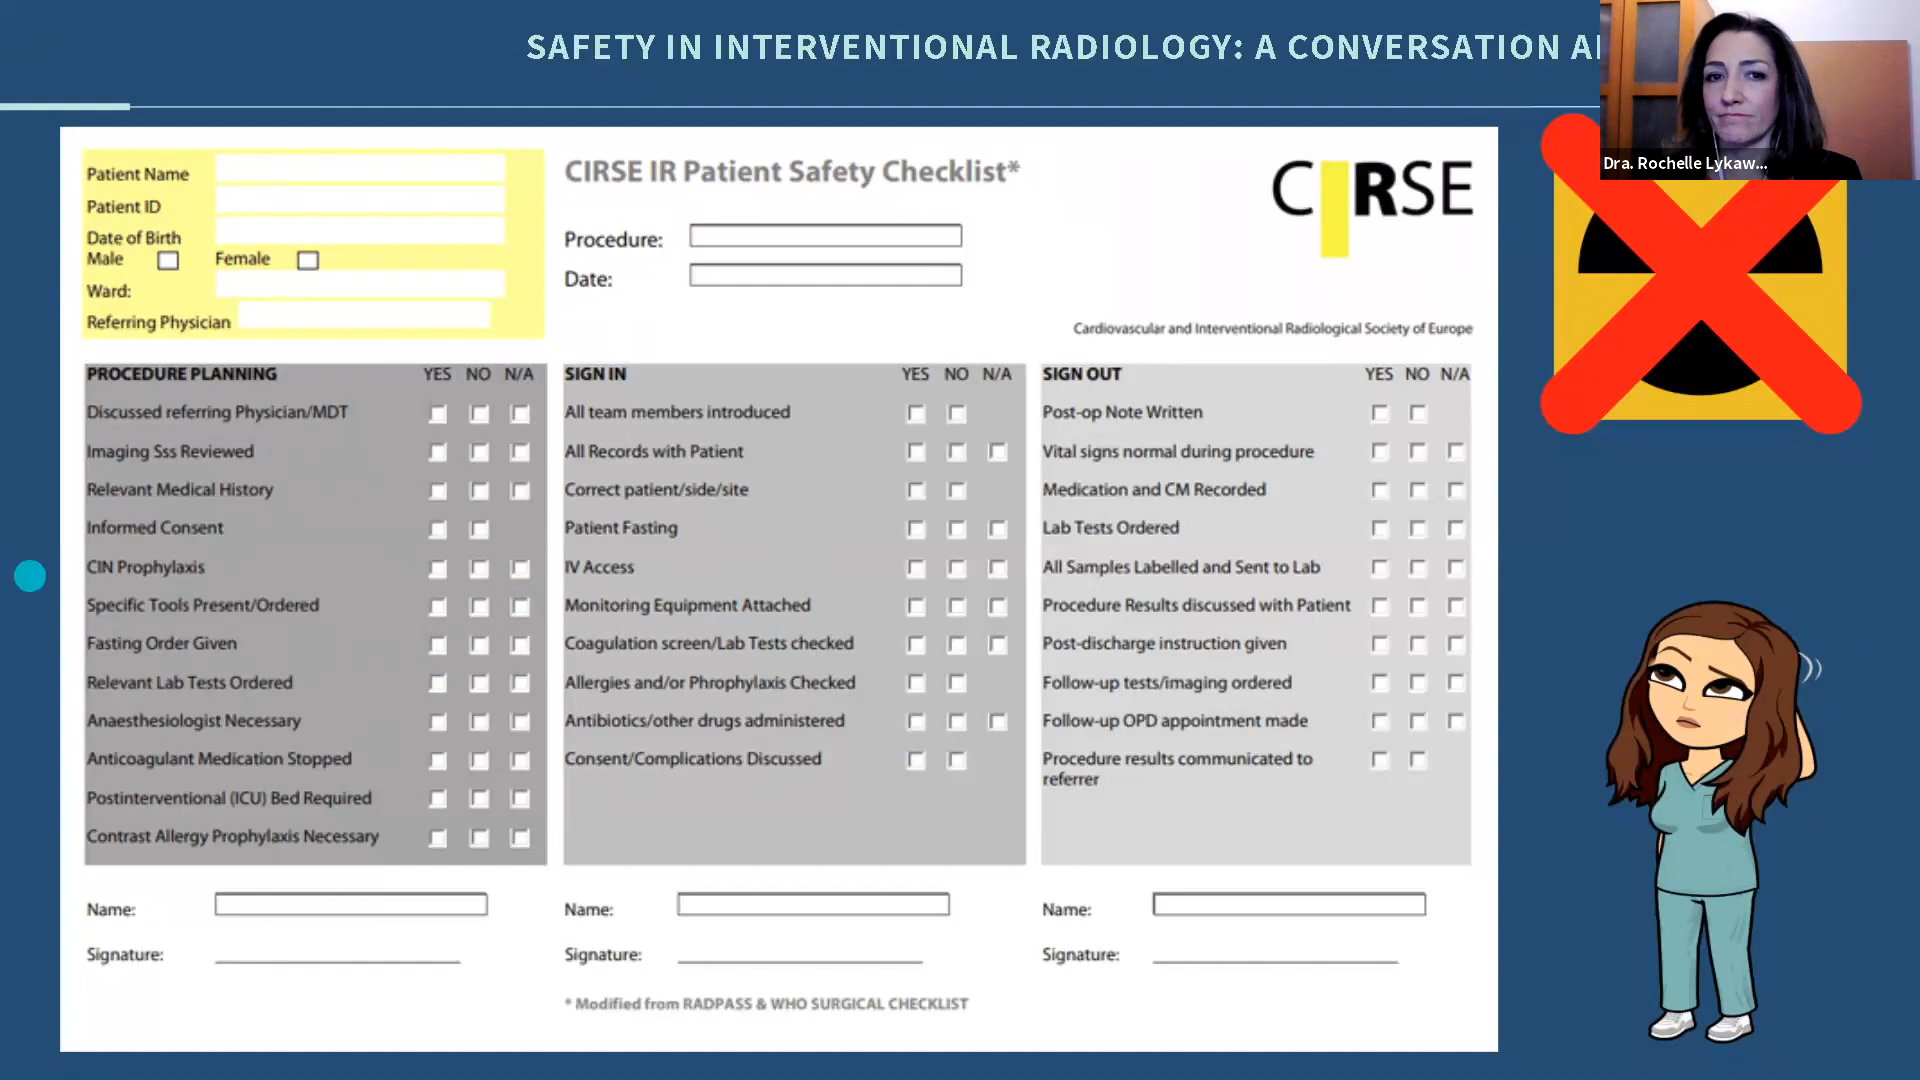 SAFETY IN INTERVENTIONAL RADIOLOGY: A CONVERSATION
Dra. Rochelle Lykaw...
Patient Name
Patient ID
Date of Birth
Male Female
Ward:
Referring Physician
CIRSE IR Patient Safety Checklist*
Procedure:
Date:
CIRSE
Cardiovascular and Interventional Radiological Society of Europe
PROCEDURE PLANNING YES NO N/A
Discussed referring Physician/MDT
Imaging Sss Reviewed
Relevant Medical History
Informed Consent
CIN Prophylaxis
Specific Tools Present/Ordered
Fasting Order Given
Relevant Lab Tests Ordered
Anaesthesiologist Necessary
Anticoagulant Medication Stopped
Postinterventional (ICU) Bed Required
Contrast Allergy Prophylaxis Necessary
Name:
Signature:
SIGN IN YES NO N/A
All team members introduced
All Records with Patient
Correct patient/side/site
Patient Fasting
IV Access
Monitoring Equipment Attached
Coagulation screen/Lab Tests checked
Allergies and/or Phrophylaxis Checked
Antibiotics/other drugs administered
Consent/Complications Discussed
Name:
Signature:
SIGN OUT YES NO N/A
Post-op Note Written
Vital signs normal during procedure
Medication and CM Recorded
Lab Tests Ordered
All Samples Labelled and Sent to Lab
Procedure Results discussed with Patient
Post-discharge instruction given
Follow-up tests/imaging ordered
Follow-up OPD appointment made
Procedure results communicated to
referrer
Name:
Signature:
* Modified from RADPASS & WHO SURGICAL CHECKLIST